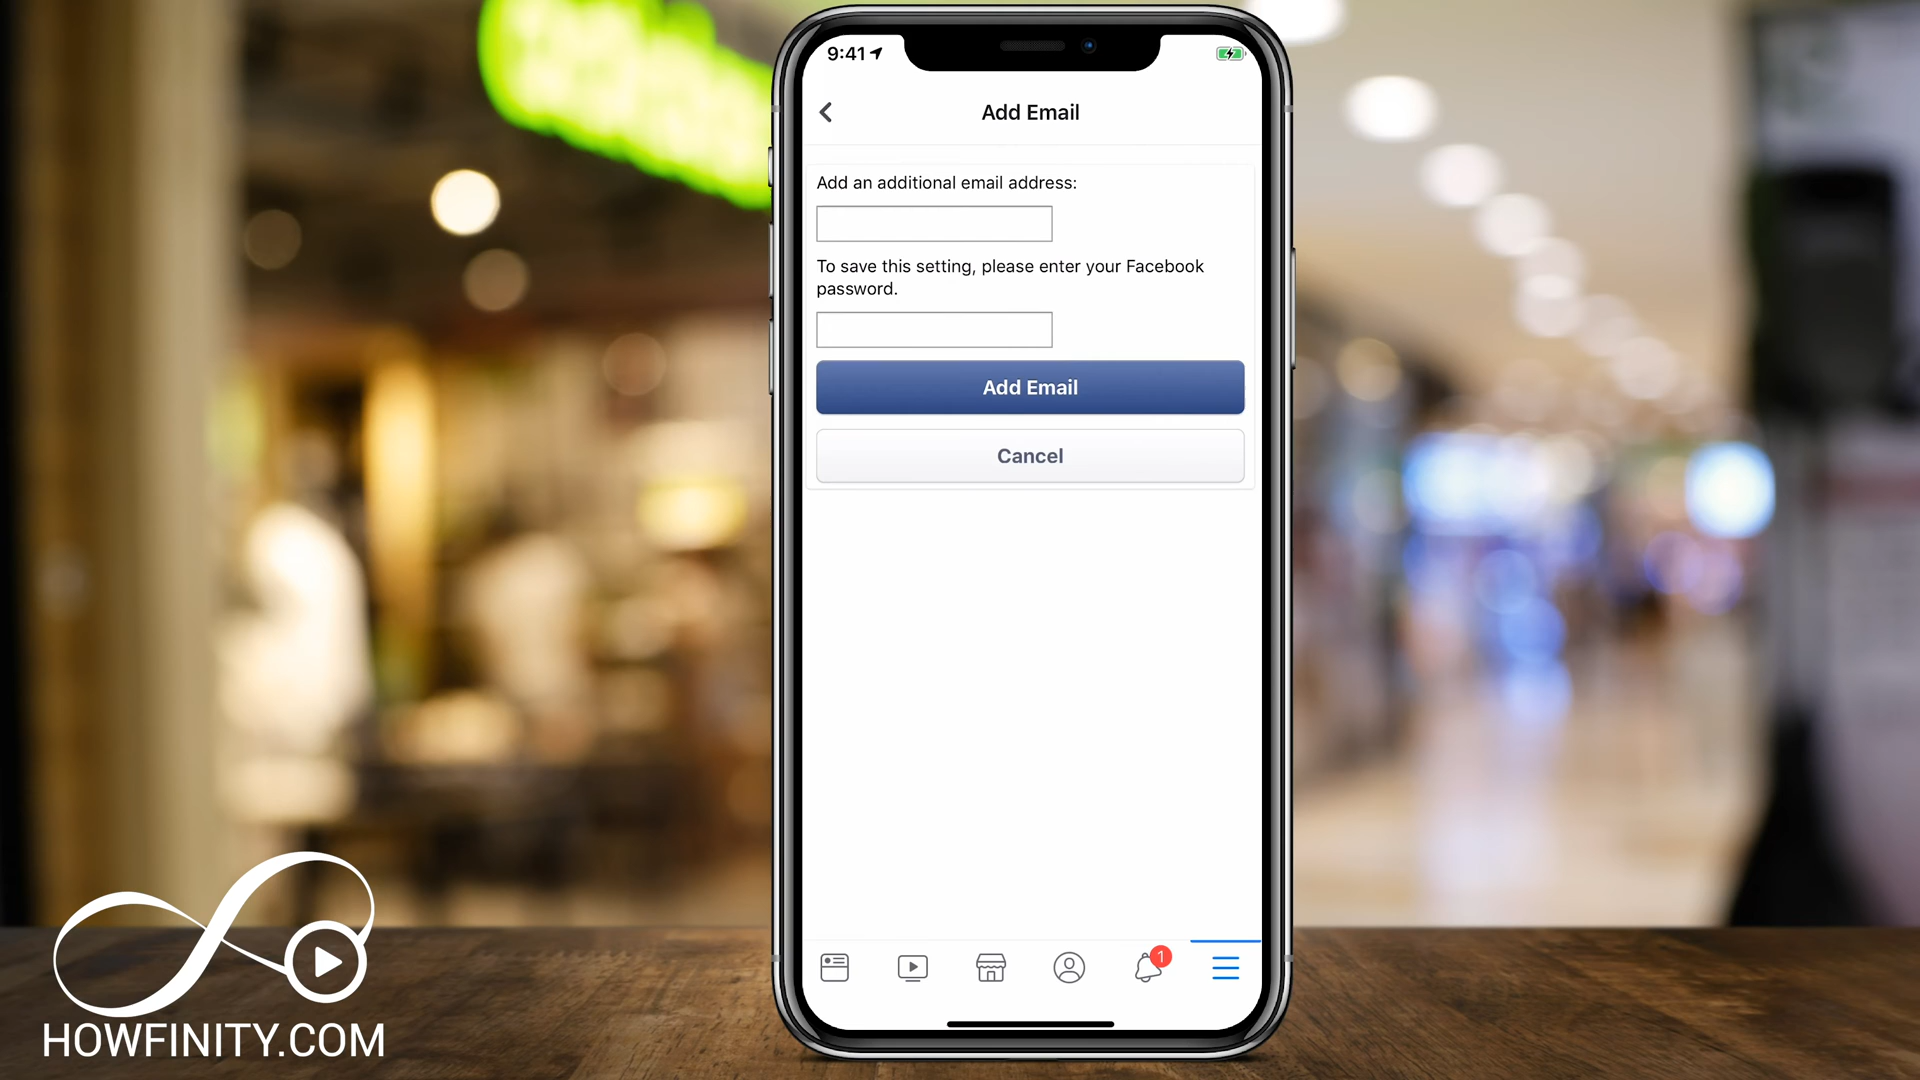 9:41
Add Email
Add an additional email address:
To save this setting, please enter your Facebook
password.
Add Email
Cancel
1
HOWFINITY.COM